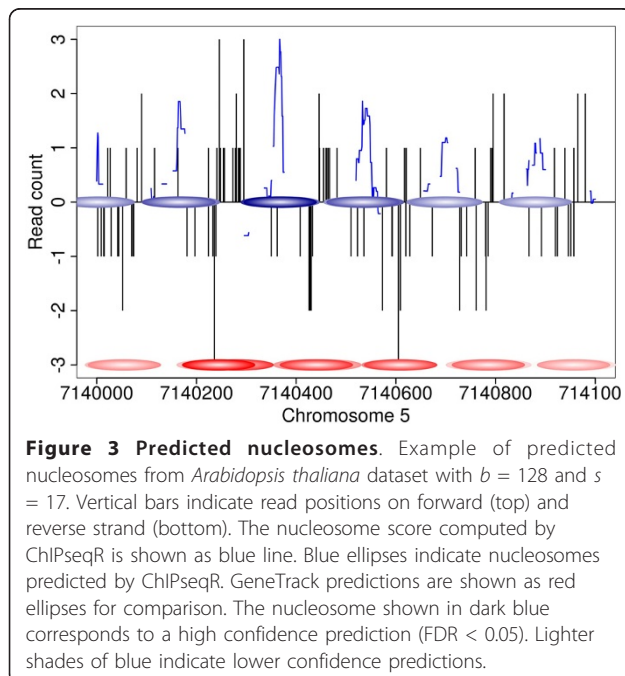 3
2
1
0
-1
-2
-3
Read count
7140000 7140200 7140400 7140600 7140800 714100
Chromosome 5
Figure 3 Predicted nucleosomes. Example of predicted
nucleosomes from Arabidopsis thaliana dataset with b = 128 and s
= 17. Vertical bars indicate read positions on forward (top) and
reverse strand (bottom). The nucleosome score computed by
ChIPseqR is shown as blue line. Blue ellipses indicate nucleosomes
predicted by ChIPseqR. GeneTrack predictions are shown as red
ellipses for comparison. The nucleosome shown in dark blue
corresponds to a high confidence prediction (FDR < 0.05). Lighter
shades of blue indicate lower confidence predictions.